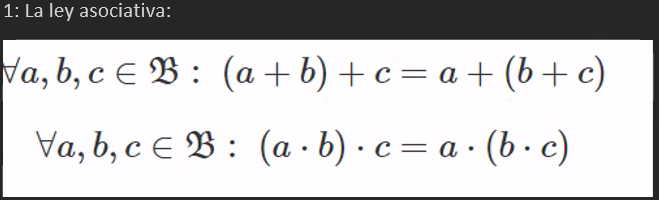 1: La ley asociativa:
∀a, b, c ∈ 𝔅 : (a + b) + c = a + (b + c)
∀a, b, c ∈ 𝔅 : (a · b) · c = a · (b · c)